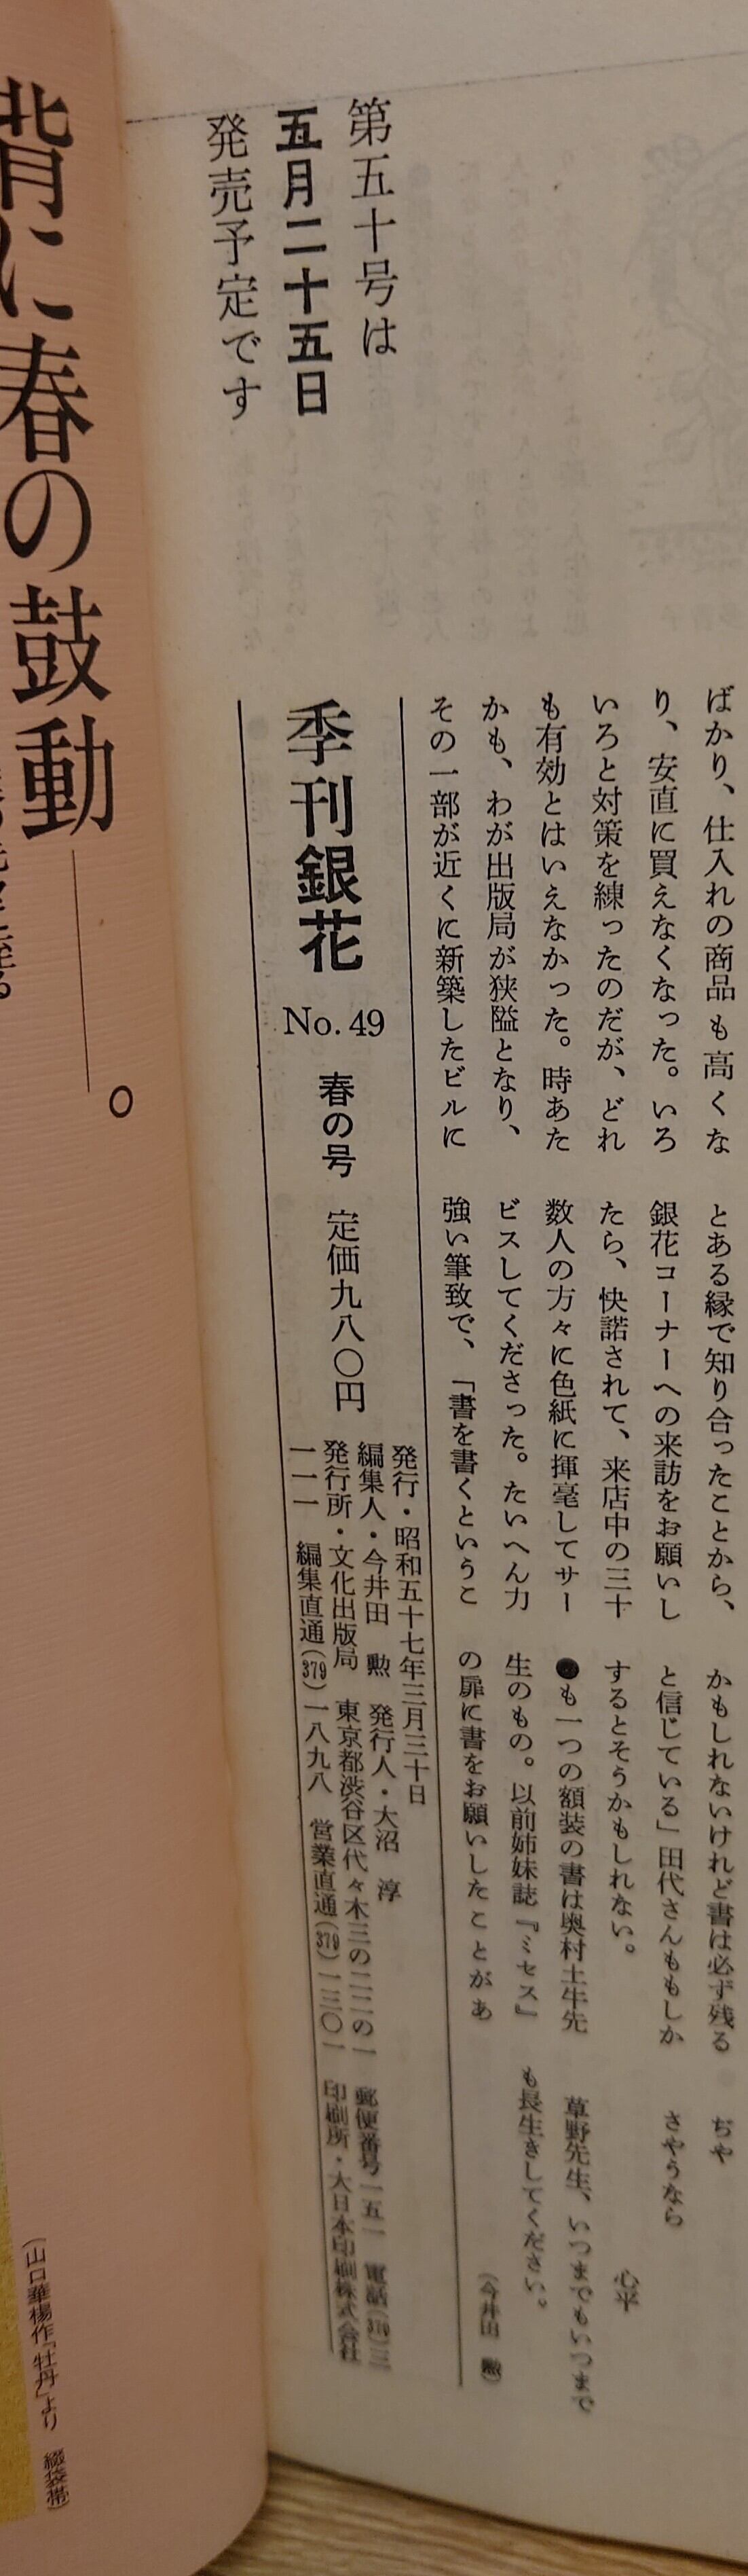 第五十号は
五月二十五日
発売予定です
ばかり、仕入れの商品も高くな
り、安直に買えなくなった。いろ
いろと対策を練ったのだが、どれ
も有効とはいえなかった。時あた
かも、わが出版局が狭隘となり、
その一部が近くに新築したビルに
とある縁で知り合ったことから、
銀花コーナーへの来訪をお願いし
たら、快諾されて、来店中の三十
数人の方々に色紙に揮毫してサー
ビスしてくださった。たいへん力
強い筆致で、「書を書くというこ
かもしれないけれど書は必ず残る
と信じている」田代さんももしか
するとそうかもしれない。
●も一つの額装の書は奥村土牛先
生のもの。以前姉妹誌『ミセス』
の扉に書をお願いしたことがあ
ぢや
さやうなら
心平
草野先生、いつまでもいつまで
も長生きしてください。
(今井田 勲)
季刊銀花 No.49 春の号 定価九八〇円
発行・昭和五十七年三月三十日
編集人・今井田 勲 発行人・大沼 淳
発行所・文化出版局 東京都渋谷区代々木三の二二の一 郵便番号一五一 電話(370)三
一一一 編集直通(379)一八九八 営業直通(379)一三〇一 印刷所・大日本印刷株式会社
背に春の鼓動――。
(山口華楊作「牡丹」より 綴袋帯)